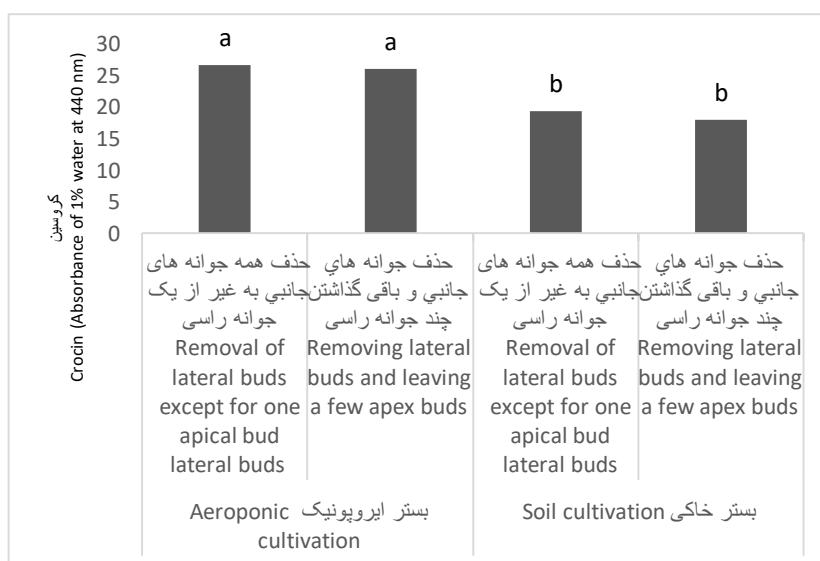 كروسين
Crocin (Absorbance of 1% water at 440 nm)
30
25
20
15
10
5
0
a
a
b
b
حذف همه جوانه های
جانبي به غير از يک
جوانه راسی
Removal of
lateral buds
except for one
apical bud
lateral buds
حذف جوانه هاي
جانبي و باقی گذاشتن
چند جوانه راسی
Removing lateral
buds and leaving
a few apex buds
حذف همه جوانه های
جانبي به غير از يک
جوانه راسی
Removal of
lateral buds
except for one
apical bud
lateral buds
حذف جوانه هاي
جانبي و باقی گذاشتن
چند جوانه راسی
Removing lateral
buds and leaving
a few apex buds
Aeroponic بستر ايروپونيک
cultivation
Soil cultivation بستر خاکی